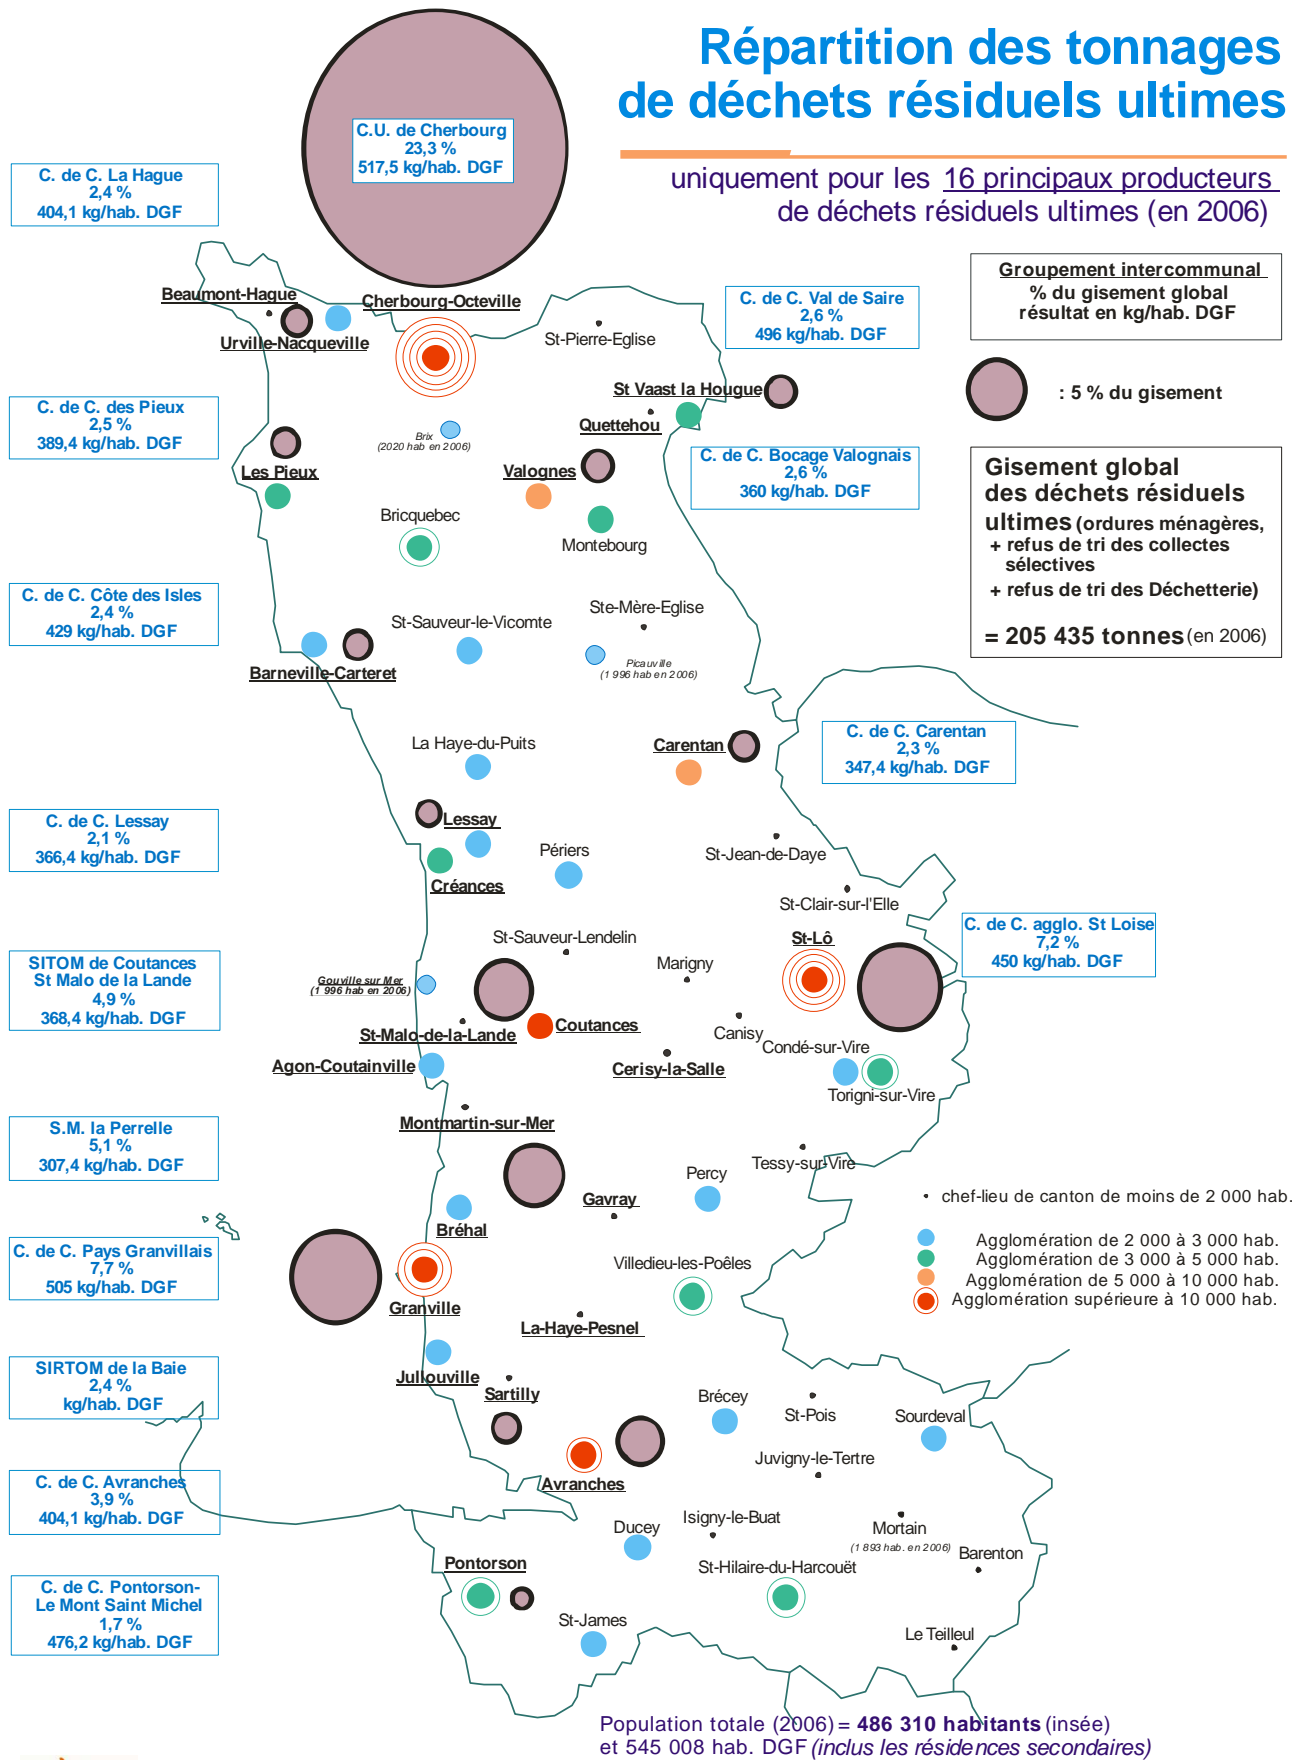 Répartition des tonnages
de déchets résiduels ultimes
uniquement pour les 16 principaux producteurs
de déchets résiduels ultimes (en 2006)
C.U. de Cherbourg
23,3 %
517,5 kg/hab. DGF
C. de C. La Hague
2,4 %
404,1 kg/hab. DGF
Groupement intercommunal
% du gisement global
résultat en kg/hab. DGF
: 5 % du gisement
Gisement global
des déchets résiduels
ultimes (ordures ménagères,
+ refus de tri des collectes
sélectives
+ refus de tri des Déchetterie)
= 205 435 tonnes (en 2006)
C. de C. Val de Saire
2,6 %
496 kg/hab. DGF
Beaumont-Hague
Cherbourg-Octeville
Urville-Nacqueville
St-Pierre-Eglise
St Vaast la Hougue
Quettehou
C. de C. des Pieux
2,5 %
389,4 kg/hab. DGF
Brix
(2020 hab en 2006)
C. de C. Bocage Valognais
2,6 %
360 kg/hab. DGF
Les Pieux
Valognes
Bricquebec
Montebourg
C. de C. Côte des Isles
2,4 %
429 kg/hab. DGF
St-Sauveur-le-Vicomte
Ste-Mère-Eglise
Picauville
(1 996 hab en 2006)
Barneville-Carteret
C. de C. Carentan
2,3 %
347,4 kg/hab. DGF
La Haye-du-Puits
Carentan
C. de C. Lessay
2,1 %
366,4 kg/hab. DGF
Lessay
Créances
Périers
St-Jean-de-Daye
St-Clair-sur-l'Elle
C. de C. agglo. St Loise
7,2 %
450 kg/hab. DGF
St-Sauveur-Lendelin
St-Lô
Marigny
SITOM de Coutances
St Malo de la Lande
4,9 %
368,4 kg/hab. DGF
Gouville sur Mer
(1 996 hab en 2006)
St-Malo-de-la-Lande
Coutances
Canisy
Condé-sur-Vire
Agon-Coutainville
Cerisy-la-Salle
Torigni-sur-Vire
S.M. la Perrelle
5,1 %
307,4 kg/hab. DGF
Montmartin-sur-Mer
Tessy-sur-Vire
Percy
Gavray
Bréhal
chef-lieu de canton de moins de 2 000 hab.
Agglomération de 2 000 à 3 000 hab.
Agglomération de 3 000 à 5 000 hab.
Agglomération de 5 000 à 10 000 hab.
Agglomération supérieure à 10 000 hab.
C. de C. Pays Granvillais
7,7 %
505 kg/hab. DGF
Villedieu-les-Poêles
Granville
La-Haye-Pesnel
SIRTOM de la Baie
2,4 %
kg/hab. DGF
Jullouville
Sartilly
Brécey
St-Pois
Sourdeval
Juvigny-le-Tertre
Avranches
C. de C. Avranches
3,9 %
404,1 kg/hab. DGF
Ducey
Isigny-le-Buat
Mortain
(1 893 hab. en 2006)
Barenton
Pontorson
St-Hilaire-du-Harcouët
C. de C. Pontorson-
Le Mont Saint Michel
1,7 %
476,2 kg/hab. DGF
St-James
Le Teilleul
Population totale (2006) = 486 310 habitants (insée)
et 545 008 hab. DGF (inclus les résidences secondaires)